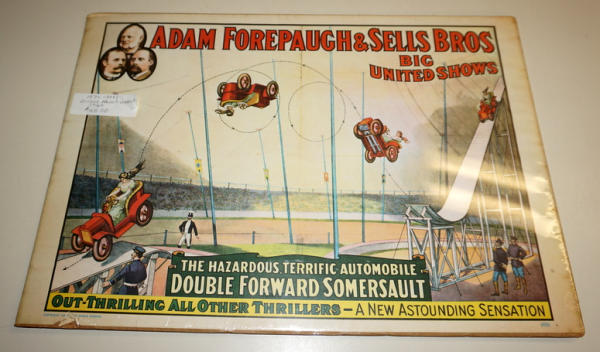 ADAM FOREPAUGH & SELLS BROS
BIG
UNITED SHOWS
THE HAZARDOUS, TERRIFIC AUTOMOBILE
DOUBLE FORWARD SOMERSAULT
OUT-THRILLING ALL OTHER THRILLERS – A NEW ASTOUNDING SENSATION